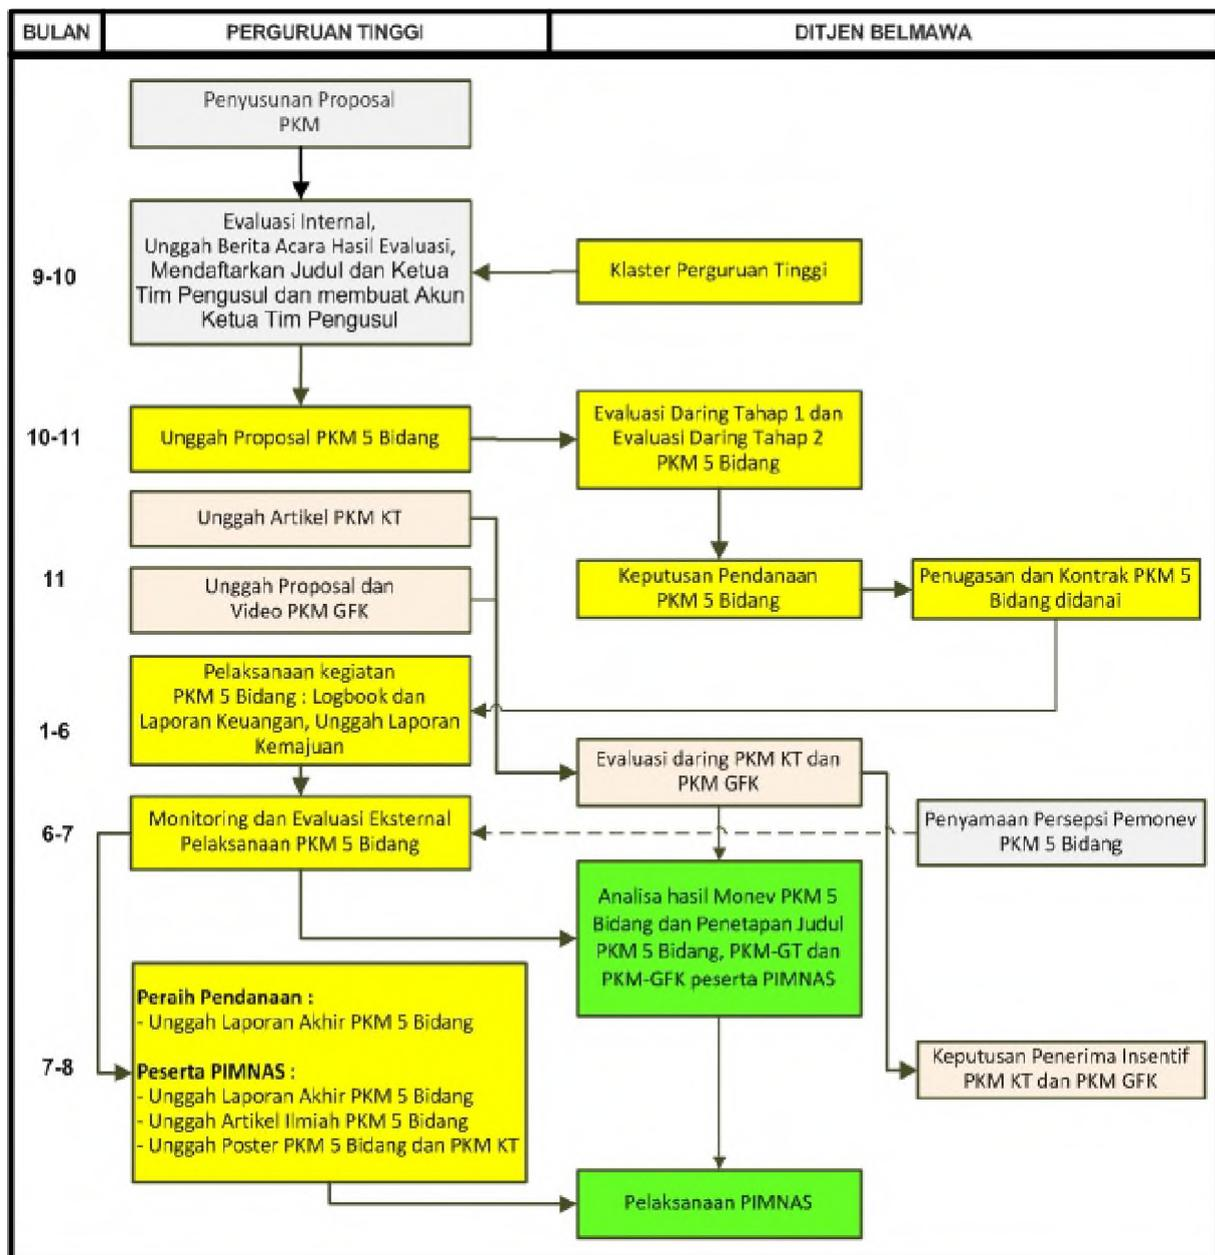 BULAN
PERGURUAN TINGGI
DITJEN BELMAWA
Penyusunan Proposal
PKM
9-10
Evaluasi Internal,
Unggah Berita Acara Hasil Evaluasi,
Mendaftarkan Judul dan Ketua
Tim Pengusul dan membuat Akun
Ketua Tim Pengusul
Klaster Perguruan Tinggi
10-11
Unggah Proposal PKM 5 Bidang
Evaluasi Daring Tahap 1 dan
Evaluasi Daring Tahap 2
PKM 5 Bidang
Unggah Artikel PKM KT
11
Unggah Proposal dan
Video PKM GFK
Keputusan Pendanaan
PKM 5 Bidang
Penugasan dan Kontrak PKM 5
Bidang didanai
1-6
Pelaksanaan kegiatan
PKM 5 Bidang : Logbook dan
Laporan Keuangan, Unggah Laporan
Kemajuan
Evaluasi daring PKM KT dan
PKM GFK
6-7
Monitoring dan Evaluasi Eksternal
Pelaksanaan PKM 5 Bidang
Penyamaan Persepsi Pemonev
PKM 5 Bidang
Analisa hasil Monev PKM 5
Bidang dan Penetapan Judul
PKM 5 Bidang, PKM-GT dan
PKM-GFK peserta PIMNAS
7-8
Peraih Pendanaan :
- Unggah Laporan Akhir PKM 5 Bidang
Peserta PIMNAS :
- Unggah Laporan Akhir PKM 5 Bidang
- Unggah Artikel Ilmiah PKM 5 Bidang
- Unggah Poster PKM 5 Bidang dan PKM KT
Keputusan Penerima Insentif
PKM KT dan PKM GFK
Pelaksanaan PIMNAS